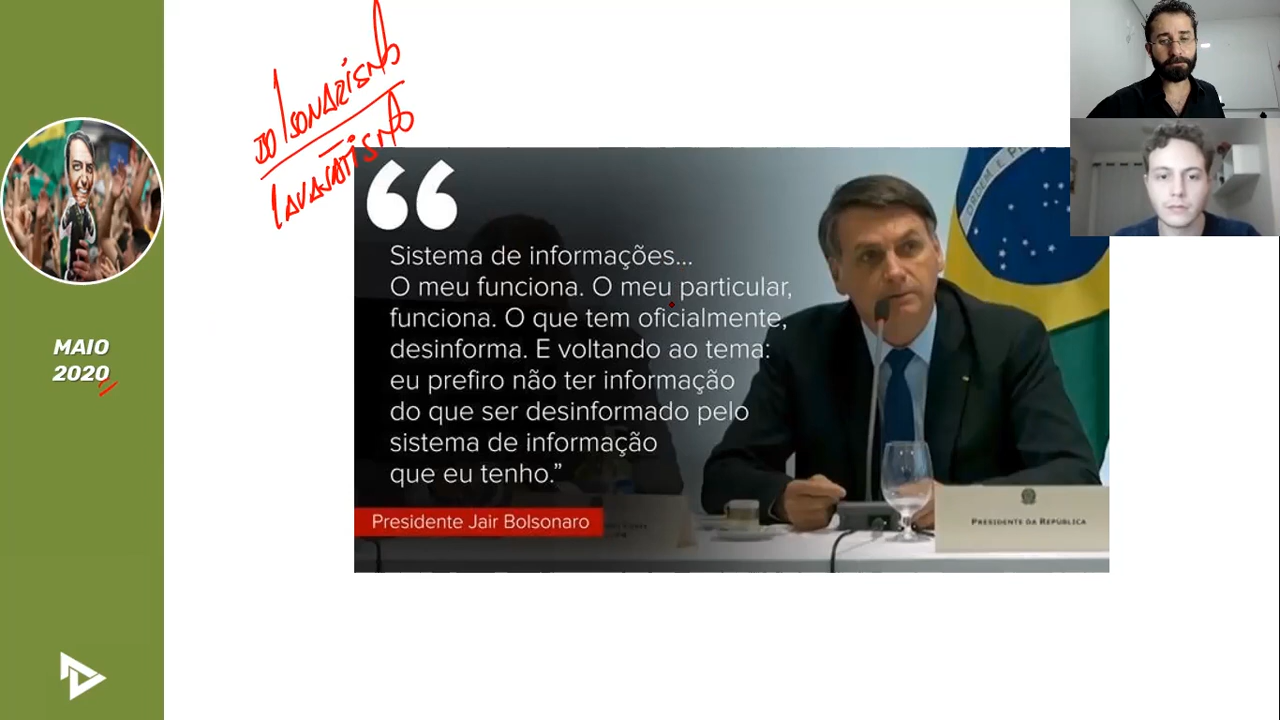 BOLSONARISMO
LAVAJATISMO
MAIO
2020
“
Sistema de informações...
O meu funciona. O meu particular,
funciona. O que tem oficialmente,
desinforma. E voltando ao tema:
eu prefiro não ter informação
do que ser desinformado pelo
sistema de informação
que eu tenho.”
Presidente Jair Bolsonaro
ORDEM E P
PRESIDENTE DA REPÚBLICA